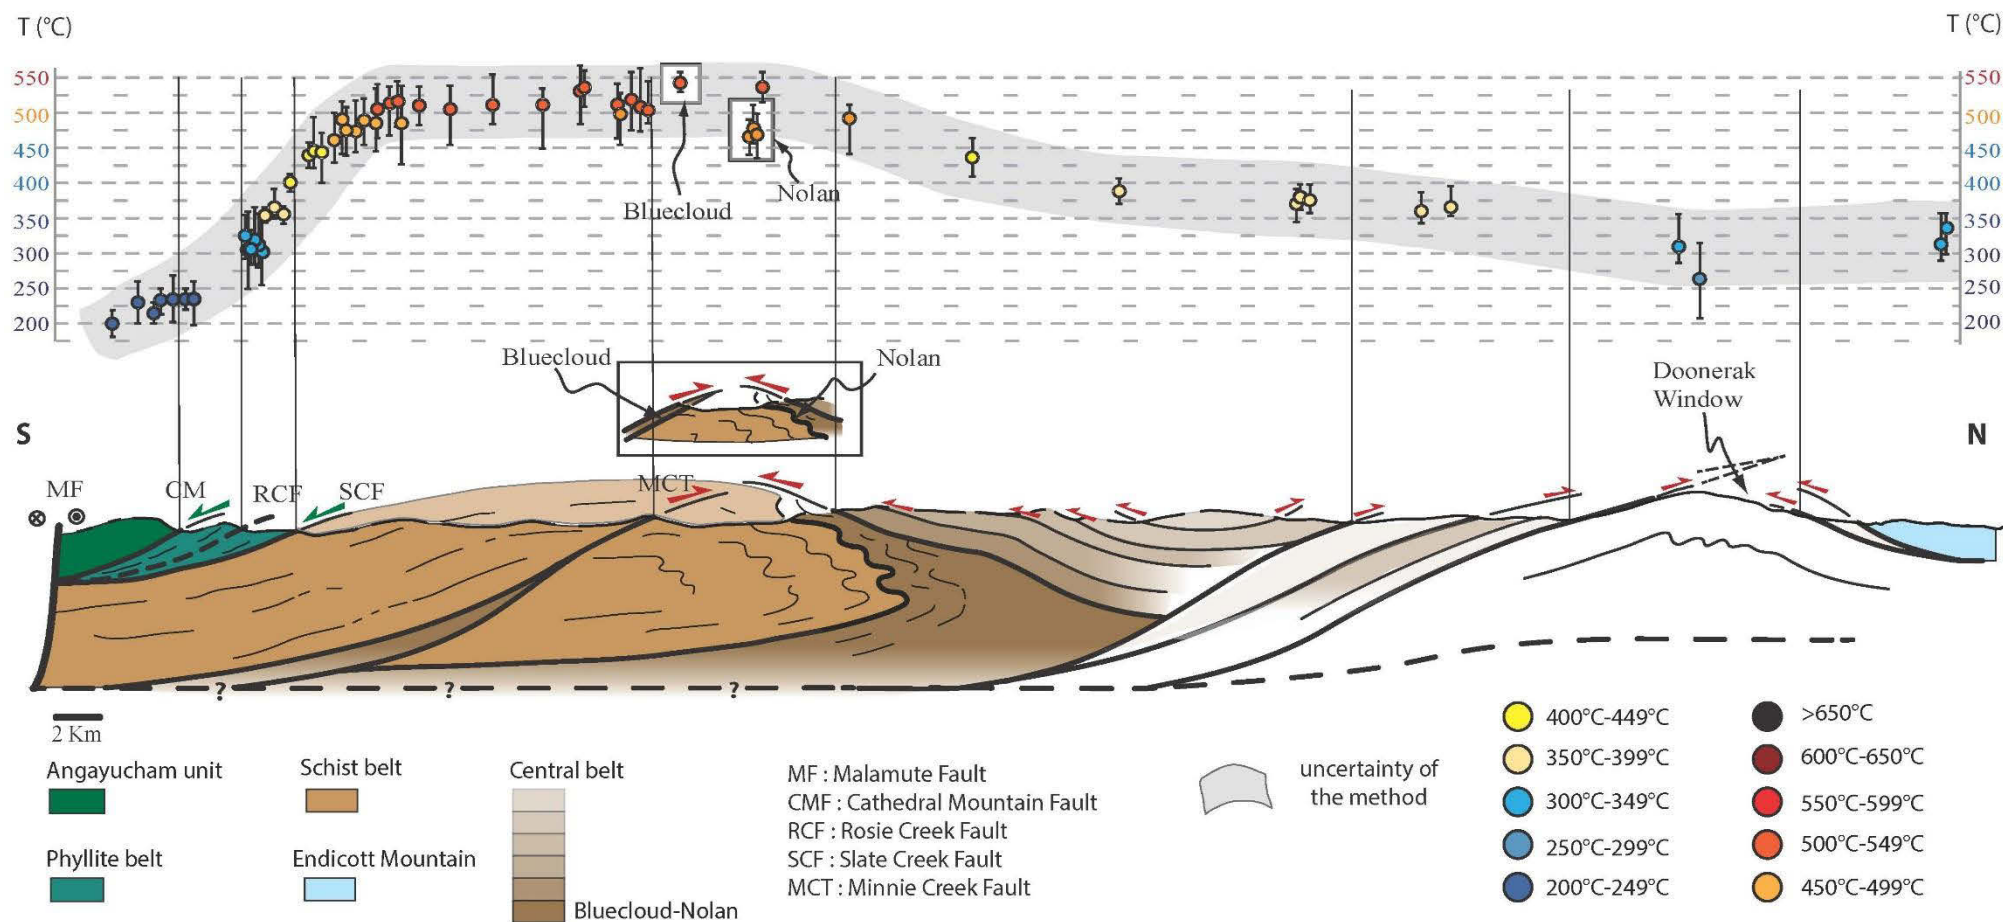 T (°C)
T (°C)
550
550
500
500
450
450
400
400
350
350
300
300
250
250
200
200
Bluecloud
Nolan
Bluecloud
Nolan
Doonerak
Window
S
N
MF
CM
RCF
SCF
MCT
?
?
?
2 Km
Angayucham unit
Schist belt
Central belt
Phyllite belt
Endicott Mountain
Bluecloud-Nolan
MF : Malamute Fault
CMF : Cathedral Mountain Fault
RCF : Rosie Creek Fault
SCF : Slate Creek Fault
MCT : Minnie Creek Fault
uncertainty of
the method
400°C-449°C
350°C-399°C
300°C-349°C
250°C-299°C
200°C-249°C
>650°C
600°C-650°C
550°C-599°C
500°C-549°C
450°C-499°C